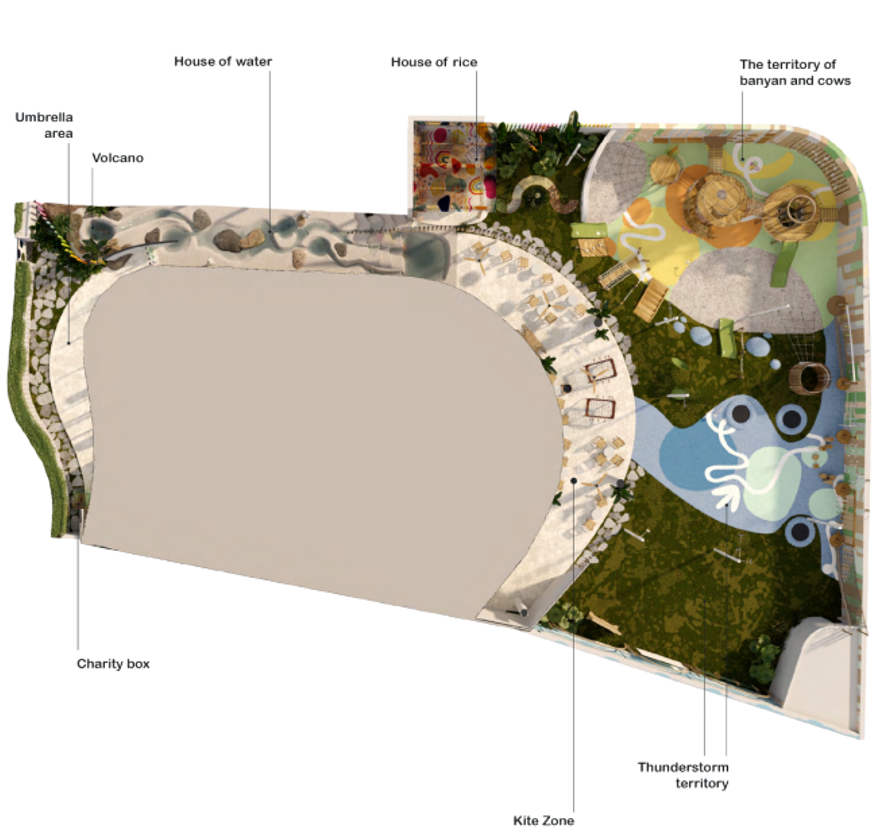 House of water
House of rice
The territory of
banyan and cows
Umbrella
area
Volcano
Charity box
Thunderstorm
territory
Kite Zone